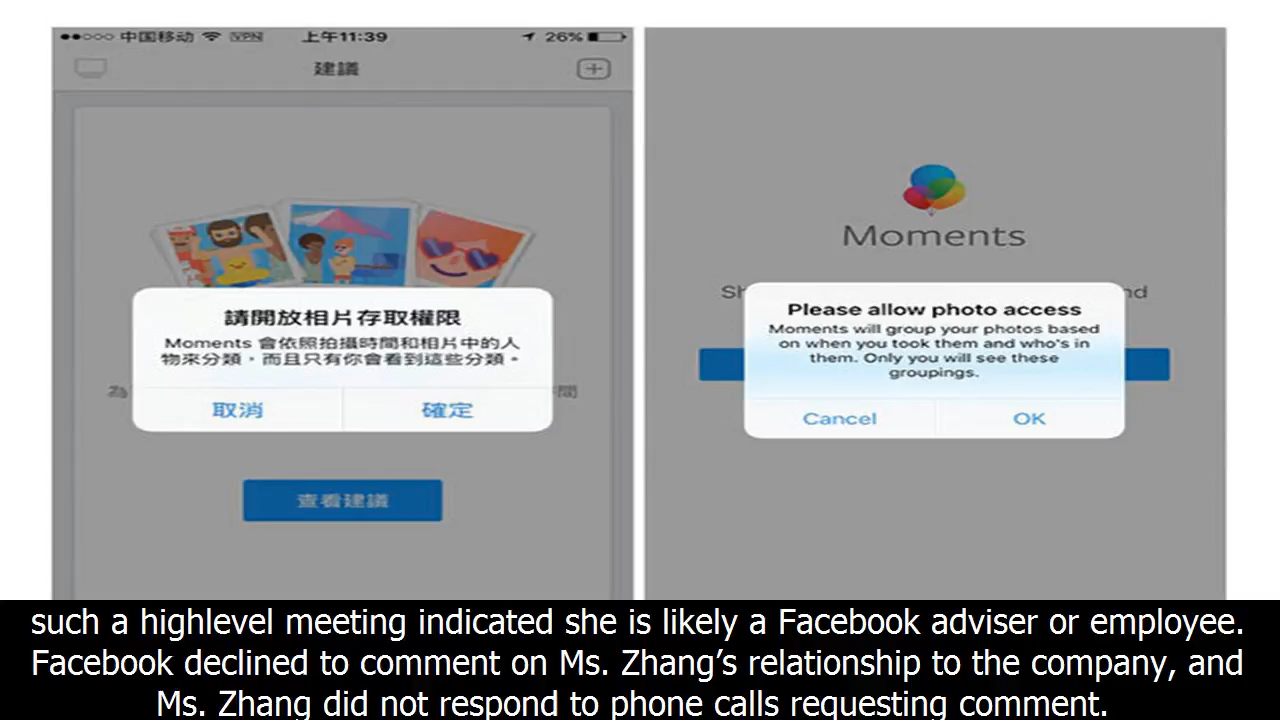 中国移动 VPN 上午11:39 26%
建議
請開放相片存取權限
Moments 會依照拍攝時間和相片中的人
物來分類，而且只有你會看到這些分類。
為 間
取消 確定
查看建議
Moments
Sh nd
Please allow photo access
Moments will group your photos based
on when you took them and who's in
them. Only you will see these
groupings.
Cancel OK
such a highlevel meeting indicated she is likely a Facebook adviser or employee.
Facebook declined to comment on Ms. Zhang’s relationship to the company, and
Ms. Zhang did not respond to phone calls requesting comment.